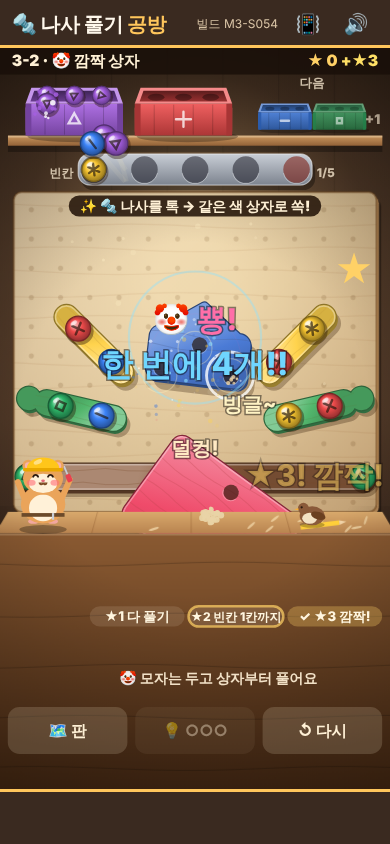 🔩 나사 풀기 공방
빌드 M3-S054
3-2 · 🤡 깜짝 상자
★ 0 +★3
다음
+1
빈칸
1/5
✨ 🔩 나사를 톡 → 같은 색 상자로 쏙!
🤡 뿅!
한 번에 4개!!
빙글~
덜컹!
★3! 깜짝!
★1 다 풀기
★2 빈칸 1칸까지
✓ ★3 깜짝!
🤡 모자는 두고 상자부터 풀어요
🗺️ 판
💡 ○○○
↺ 다시